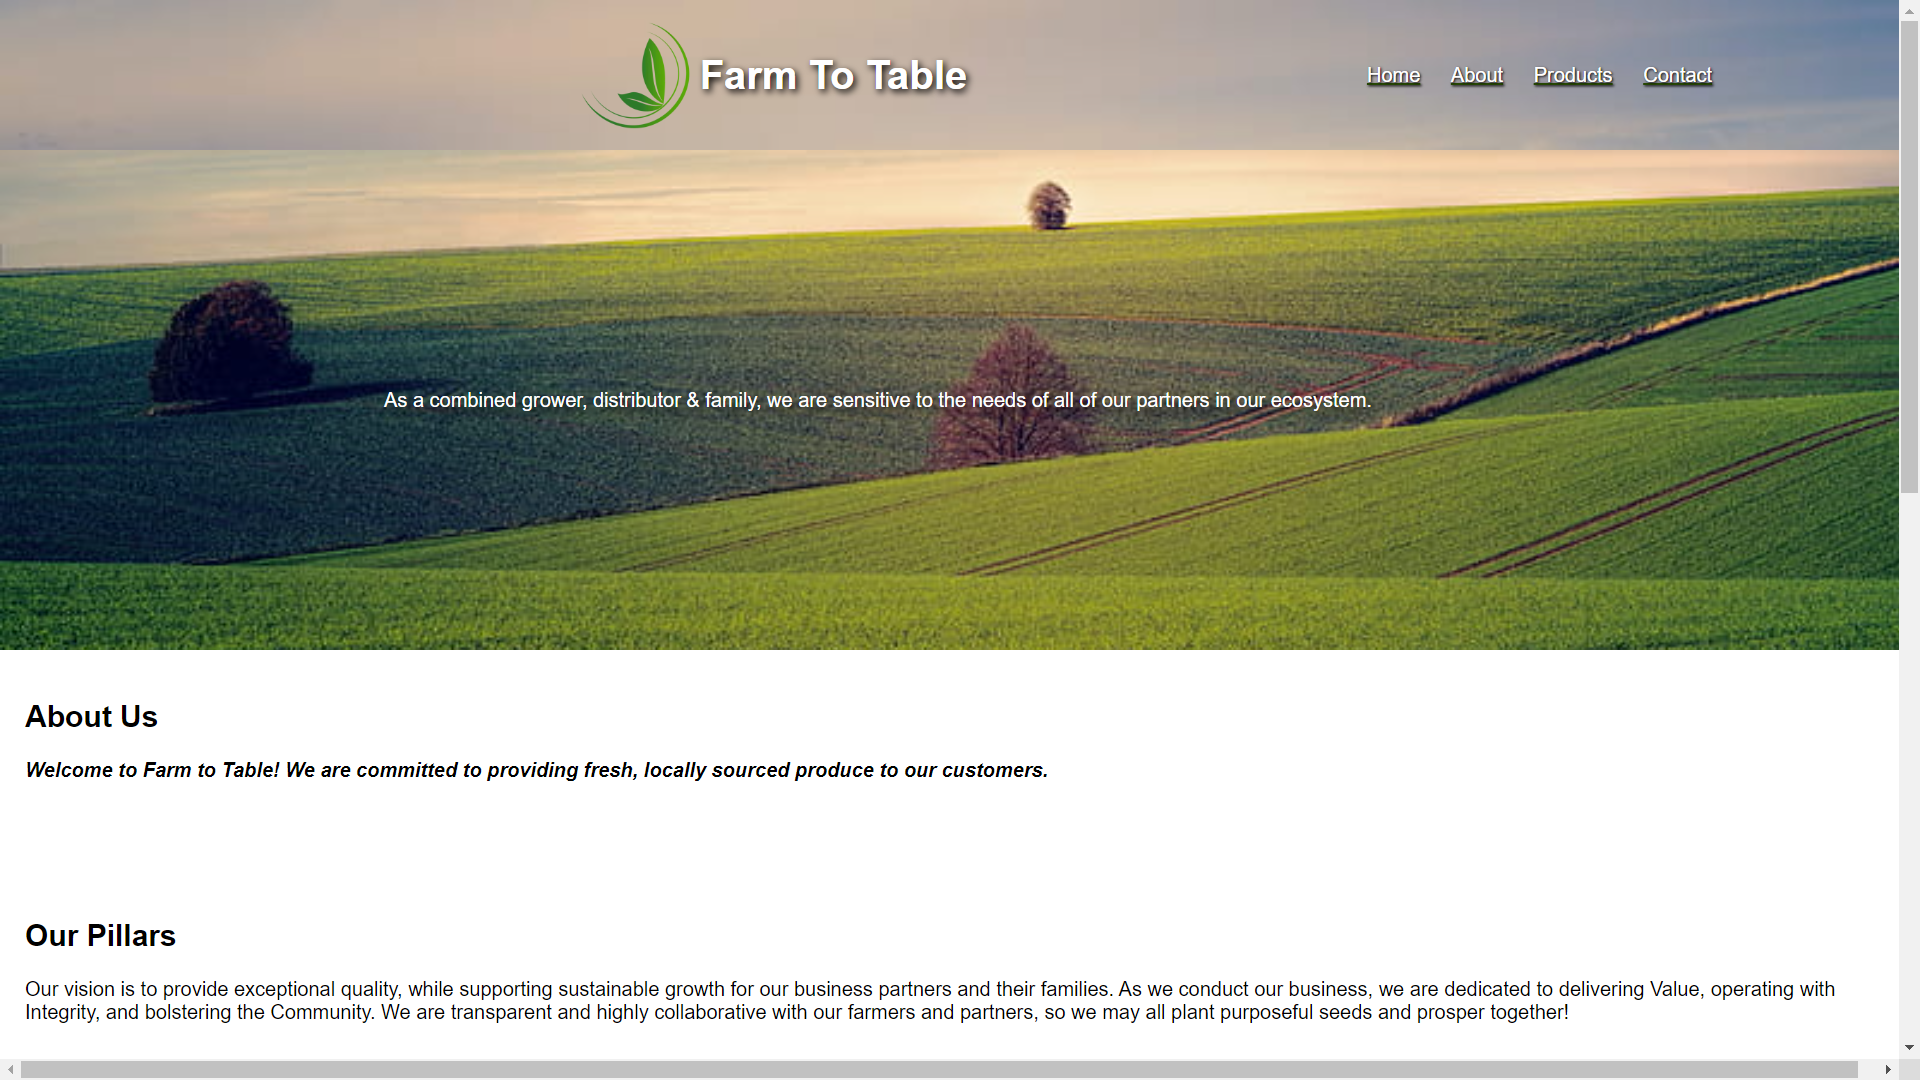 Farm To Table
Home
About
Products
Contact
As a combined grower, distributor & family, we are sensitive to the needs of all of our partners in our ecosystem.
About Us
Welcome to Farm to Table! We are committed to providing fresh, locally sourced produce to our customers.
Our Pillars
Our vision is to provide exceptional quality, while supporting sustainable growth for our business partners and their families. As we conduct our business, we are dedicated to delivering Value, operating with
Integrity, and bolstering the Community. We are transparent and highly collaborative with our farmers and partners, so we may all plant purposeful seeds and prosper together!